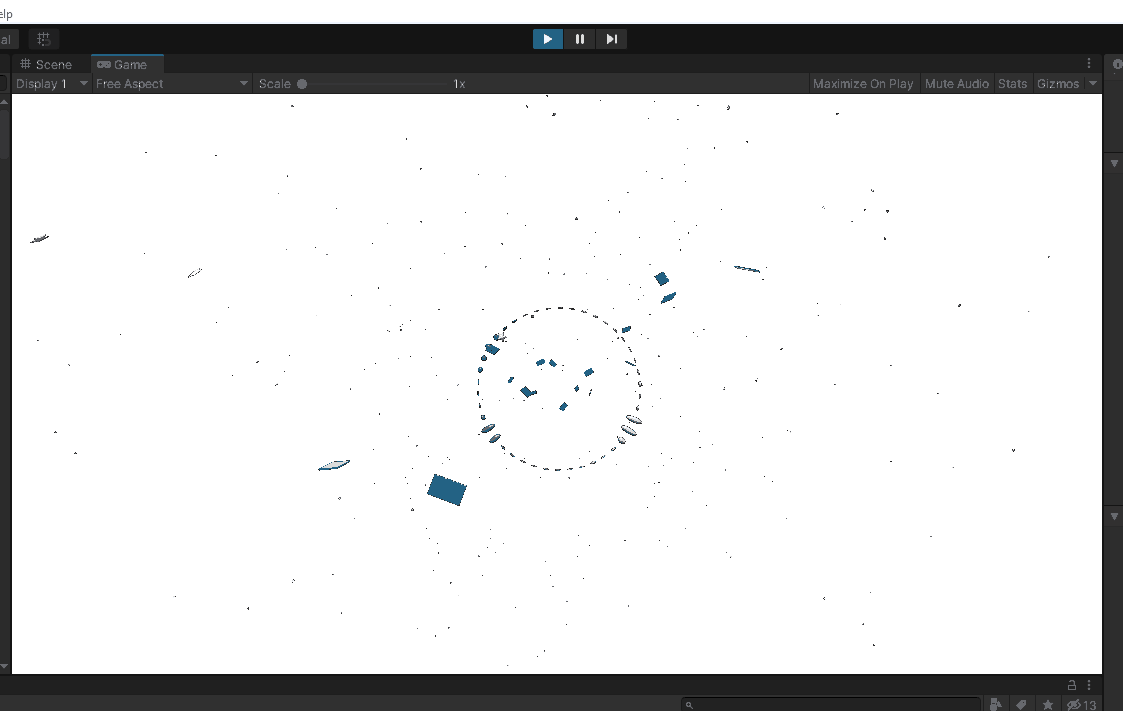 elp
al
Scene
Game
Display 1
Free Aspect
Scale
1x
Maximize On Play
Mute Audio
Stats
Gizmos
13